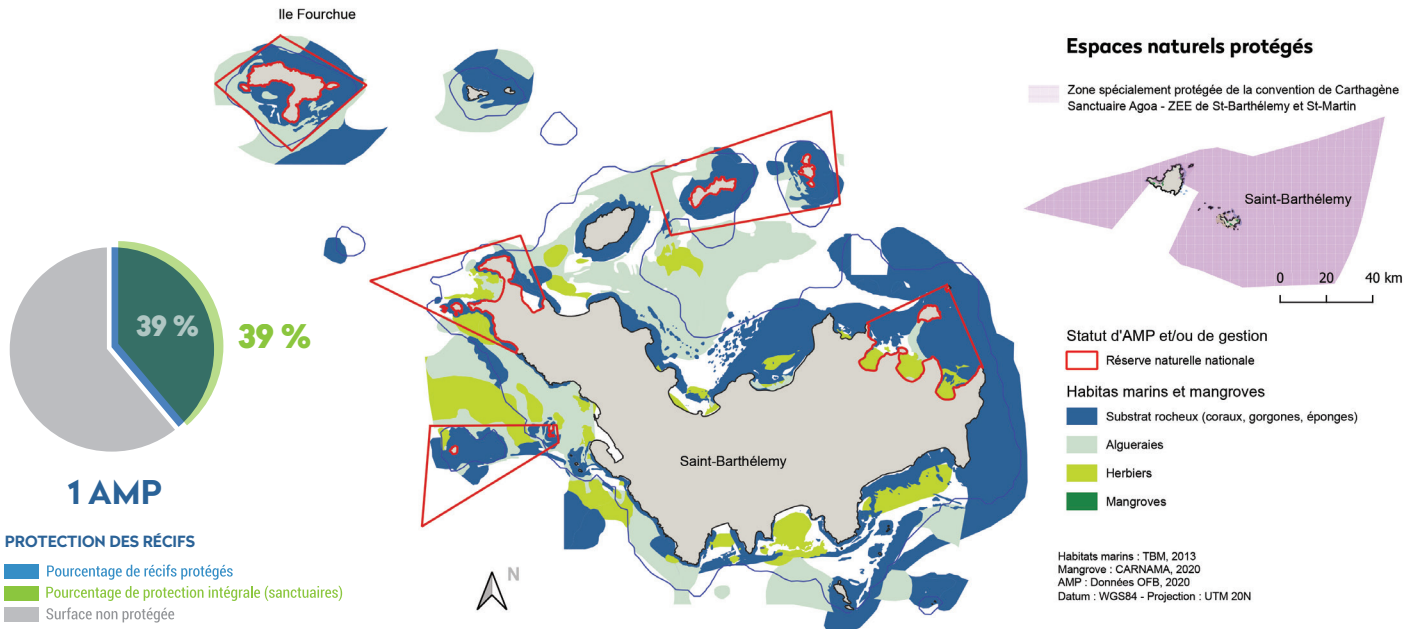 Ile Fourchue
Espaces naturels protégés
Zone spécialement protégée de la convention de Carthagène
Sanctuaire Agoa - ZEE de St-Barthélemy et St-Martin
Saint-Barthélemy
0 20 40 km
39 %
39 %
1 AMP
PROTECTION DES RÉCIFS
Pourcentage de récifs protégés
Pourcentage de protection intégrale (sanctuaires)
Surface non protégée
Saint-Barthélemy
N
Statut d'AMP et/ou de gestion
Réserve naturelle nationale
Habitas marins et mangroves
Substrat rocheux (coraux, gorgones, éponges)
Algueraies
Herbiers
Mangroves
Habitats marins : TBM, 2013
Mangrove : CARNAMA, 2020
AMP : Données OFB, 2020
Datum : WGS84 - Projection : UTM 20N